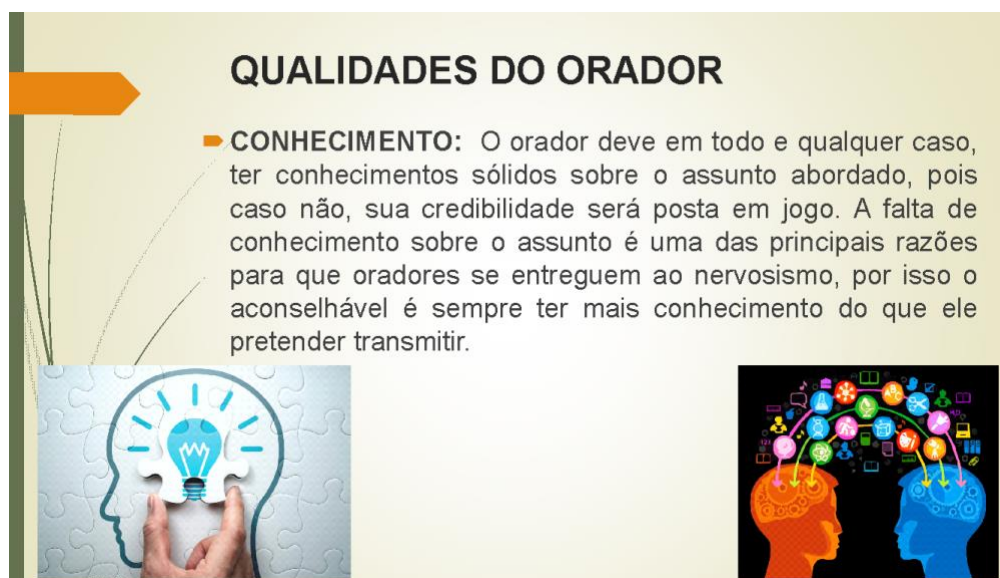 QUALIDADES DO ORADOR
CONHECIMENTO: O orador deve em todo e qualquer caso,
ter conhecimentos sólidos sobre o assunto abordado, pois
caso não, sua credibilidade será posta em jogo. A falta de
conhecimento sobre o assunto é uma das principais razões
para que oradores se entreguem ao nervosismo, por isso o
aconselhável é sempre ter mais conhecimento do que ele
pretender transmitir.